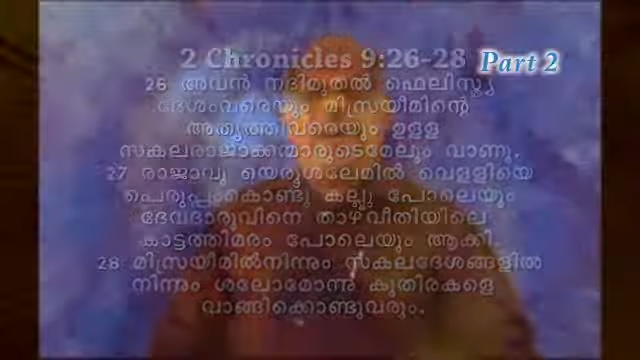 2 Chronicles 9:26-28 Part 2
26 അവൻ നദിമുതൽ ഫെലിസ്ത്യ
ദേശംവരെയും മിസ്രയീമിന്റെ
അതൃത്തിവരെയും ഉള്ള
സകലരാജാക്കന്മാരുടെമേലും വാണു.
27 രാജാവു യെരൂശലേമിൽ വെള്ളിയെ
പെരുപ്പംകൊണ്ടു കല്ലു പോലെയും
ദേവദാരുവിനെ താഴ്വീതിയിലെ
കാട്ടത്തിമരം പോലെയും ആക്കി.
28 മിസ്രയീമിൽനിന്നും സകലദേശങ്ങളിൽ
നിന്നും ശലോമോന്നു കുതിരകളെ
വാങ്ങിക്കൊണ്ടുവരും.